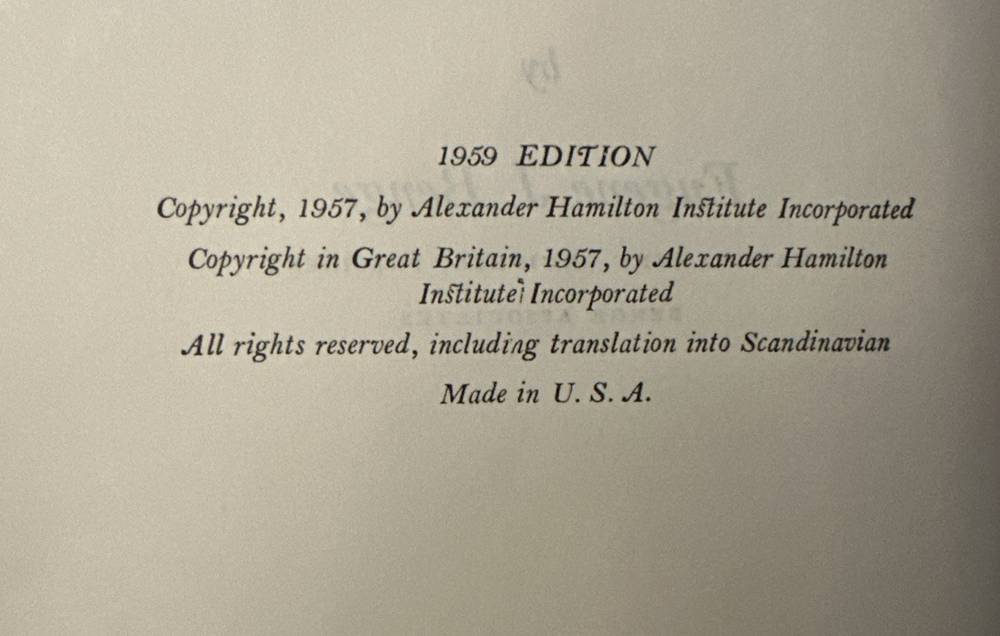 by
1959 EDITION
Copyright, 1957, by Alexander Hamilton Institute Incorporated
Copyright in Great Britain, 1957, by Alexander Hamilton
Institute Incorporated
All rights reserved, including translation into Scandinavian
Made in U. S. A.